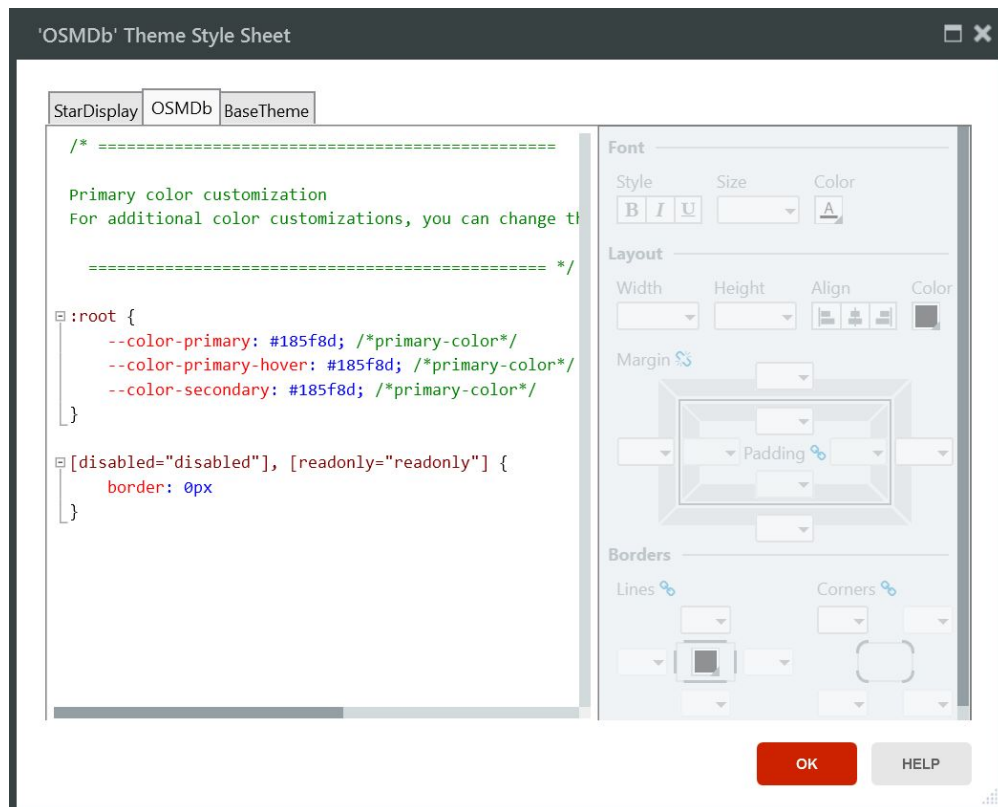 'OSMDb' Theme Style Sheet
StarDisplay OSMDb BaseTheme
/* ================================================
Primary color customization
For additional color customizations, you can change th
================================================ */
:root {
--color-primary: #185f8d; /*primary-color*/
--color-primary-hover: #185f8d; /*primary-color*/
--color-secondary: #185f8d; /*primary-color*/
}
[disabled="disabled"], [readonly="readonly"] {
border: 0px
}
Font
Style Size Color
B I U A
Layout
Width Height Align Color
Margin
Padding
Borders
Lines Corners
OK HELP